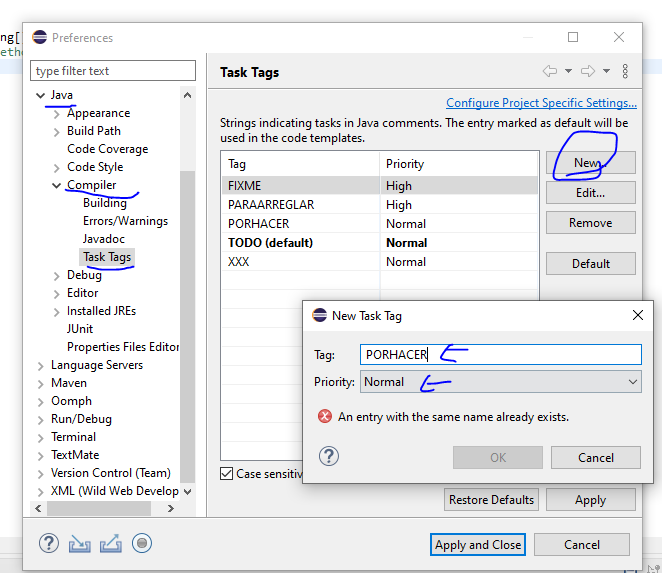 Preferences
ng[
etho
type filter text
Java
Appearance
Build Path
Code Coverage
Code Style
Compiler
Building
Errors/Warnings
Javadoc
Task Tags
Debug
Editor
Installed JREs
JUnit
Properties Files Editor
Language Servers
Maven
Oomph
Run/Debug
Terminal
TextMate
Version Control (Team)
XML (Wild Web Develop
Task Tags
Configure Project Specific Settings...
Strings indicating tasks in Java comments. The entry marked as default will be
used in the code templates.
Tag Priority
FIXME High
PARAARREGLAR High
PORHACER Normal
TODO (default) Normal
XXX Normal
New...
Edit...
Remove
Default
New Task Tag
Tag: PORHACER
Priority: Normal
An entry with the same name already exists.
OK Cancel
Case sensitiv
Restore Defaults Apply
Apply and Close Cancel